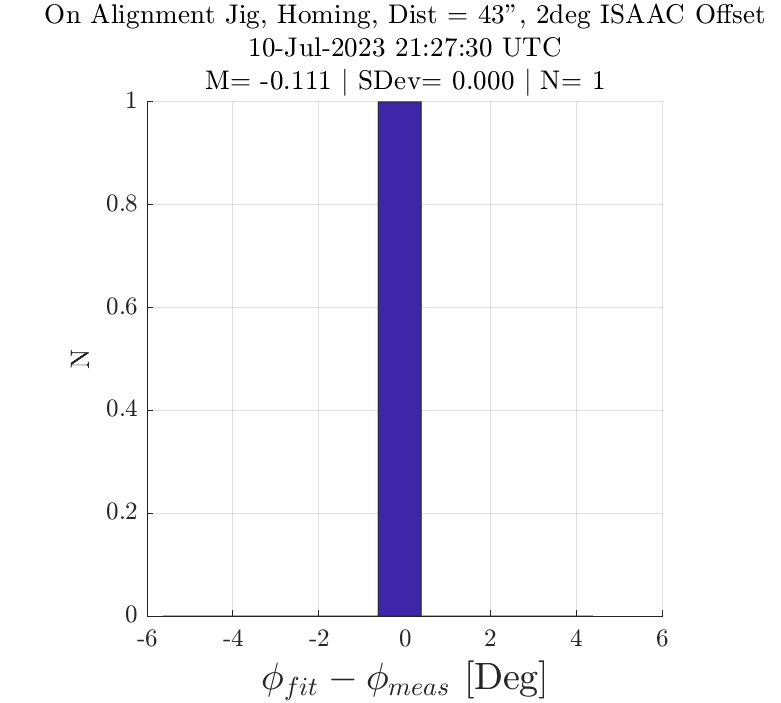 On Alignment Jig, Homing, Dist = 43”, 2deg ISAAC Offset
10-Jul-2023 21:27:30 UTC
M= -0.111 | SDev= 0.000 | N= 1
1
0.8
0.6
N
0.4
0.2
0
-6 -4 -2 0 2 4 6
ϕ_fit − ϕ_meas [Deg]